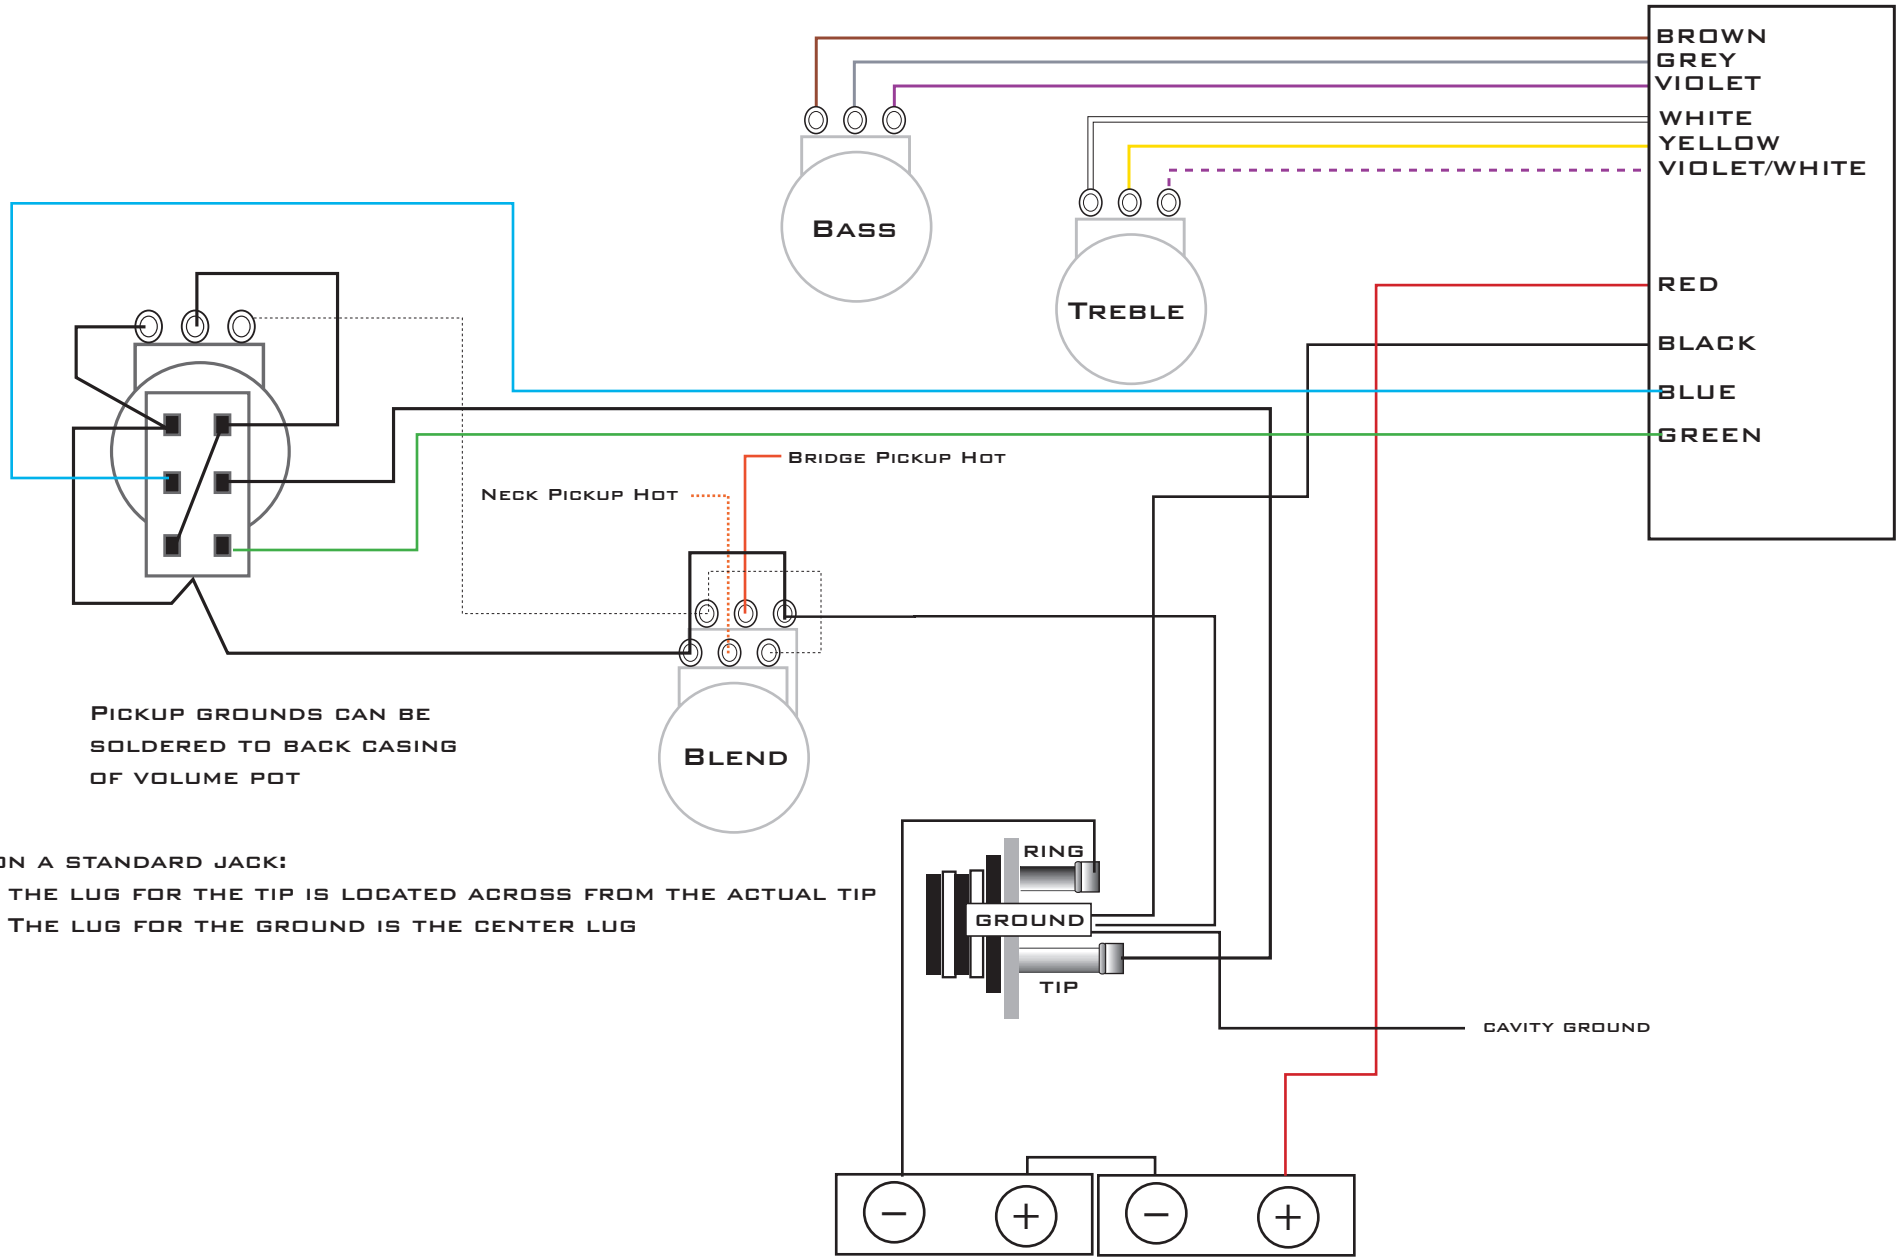 BROWN
GREY
VIOLET
WHITE
YELLOW
VIOLET/WHITE
RED
BLACK
BLUE
GREEN
BASS
TREBLE
BRIDGE PICKUP HOT
NECK PICKUP HOT
BLEND
PICKUP GROUNDS CAN BE
SOLDERED TO BACK CASING
OF VOLUME POT
ON A STANDARD JACK:
THE LUG FOR THE TIP IS LOCATED ACROSS FROM THE ACTUAL TIP
THE LUG FOR THE GROUND IS THE CENTER LUG
RING
GROUND
TIP
CAVITY GROUND
− + − +